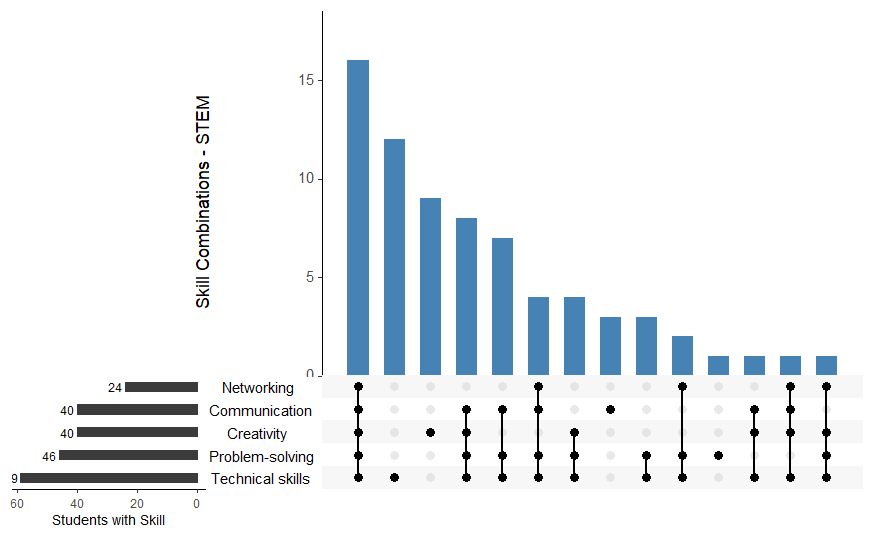 Skill Combinations - STEM
15
10
5
0
24 Networking
40 Communication
40 Creativity
46 Problem-solving
9 Technical skills
60 40 20 0
Students with Skill